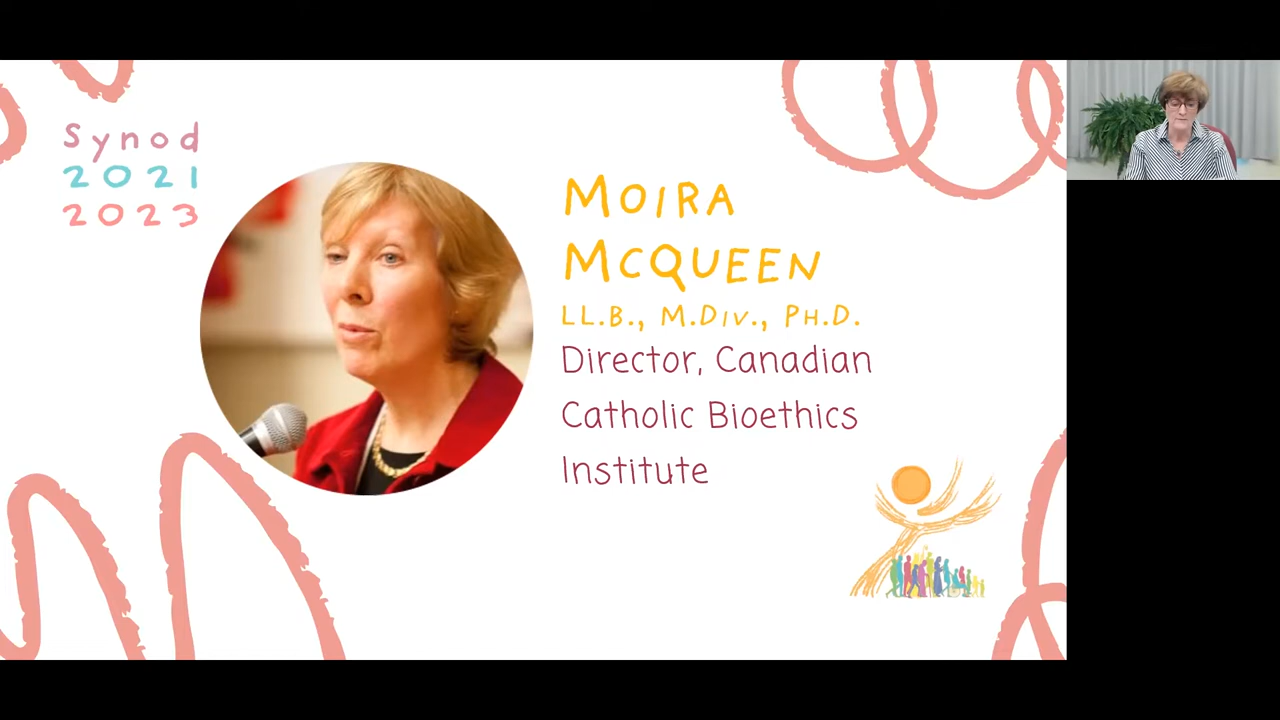 Synod
2021
2023
MOIRA
MCQUEEN
LL.B., M.DIV., PH.D.
Director, Canadian
Catholic Bioethics
Institute